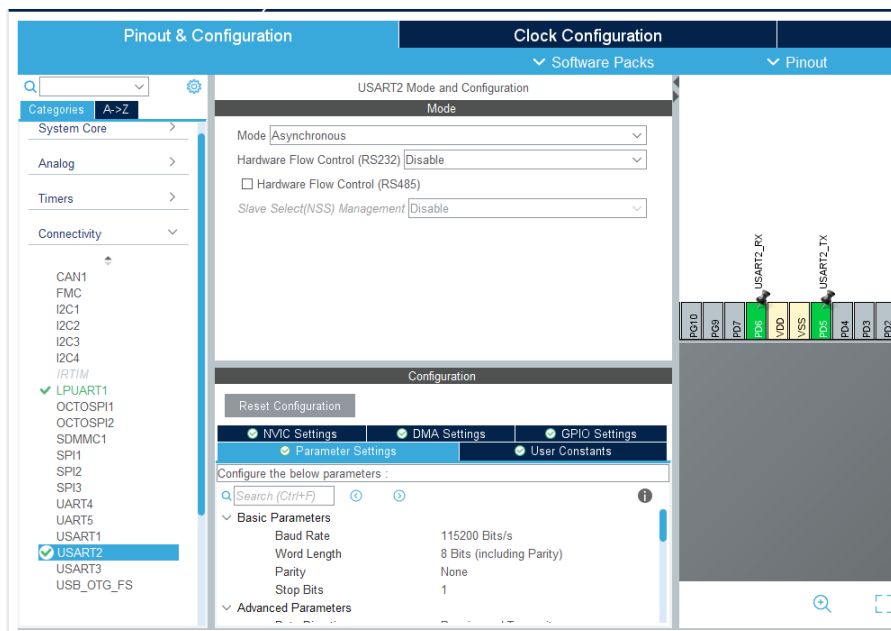 Pinout & Configuration
Clock Configuration
Software Packs
Pinout
Categories
A->Z
System Core
Analog
Timers
Connectivity
CAN1
FMC
I2C1
I2C2
I2C3
I2C4
IRTIM
LPUART1
OCTOSPI1
OCTOSPI2
SDMMC1
SPI1
SPI2
SPI3
UART4
UART5
USART1
USART2
USART3
USB_OTG_FS
USART2 Mode and Configuration
Mode
Mode Asynchronous
Hardware Flow Control (RS232) Disable
Hardware Flow Control (RS485)
Slave Select(NSS) Management Disable
Configuration
Reset Configuration
NVIC Settings
DMA Settings
GPIO Settings
Parameter Settings
User Constants
Configure the below parameters :
Search (Ctrl+F)
Basic Parameters
Baud Rate 115200 Bits/s
Word Length 8 Bits (including Parity)
Parity None
Stop Bits 1
Advanced Parameters
USART2_RX
USART2_TX
PG10
PG9
PD7
PD6
VDD
VSS
PD5
PD4
PD3
PD2